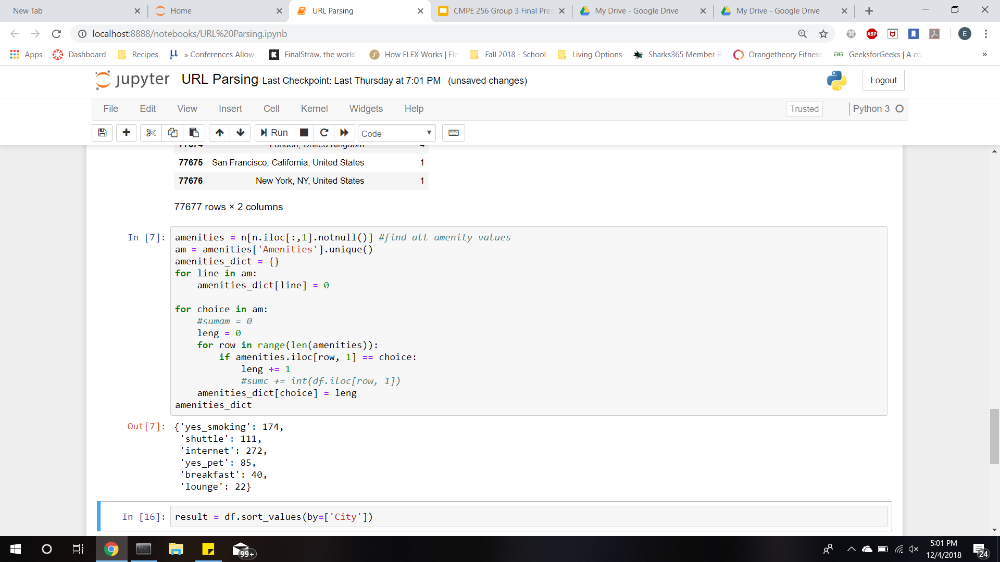 New Tab
Home
URL Parsing
CMPE 256 Group 3 Final Pres
My Drive - Google Drive
My Drive - Google Drive
localhost:8888/notebooks/URL%20Parsing.ipynb
ABP
E
Apps
Dashboard
Recipes
» Conferences Allow
FinalStraw, the world
How FLEX Works | Fle
Fall 2018 - School
Living Options
Sharks365 Member R
Orangetheory Fitness
GeeksforGeeks | A co
»
jupyter URL Parsing Last Checkpoint: Last Thursday at 7:01 PM (unsaved changes)
Logout
File Edit View Insert Cell Kernel Widgets Help
Trusted
Python 3
Run
Code
77674 London, United Kingdom 4
77675 San Francisco, California, United States 1
77676 New York, NY, United States 1
77677 rows × 2 columns
In [7]: amenities = n[n.iloc[:,1].notnull()] #find all amenity values
am = amenities['Amenities'].unique()
amenities_dict = {}
for line in am:
    amenities_dict[line] = 0
for choice in am:
    #sumam = 0
    leng = 0
    for row in range(len(amenities)):
        if amenities.iloc[row, 1] == choice:
            leng += 1
            #sumc += int(df.iloc[row, 1])
    amenities_dict[choice] = leng
amenities_dict
Out[7]: {'yes_smoking': 174,
 'shuttle': 111,
 'internet': 272,
 'yes_pet': 85,
 'breakfast': 40,
 'lounge': 22}
In [16]: result = df.sort_values(by=['City'])
99+
5:01 PM
12/4/2018
24